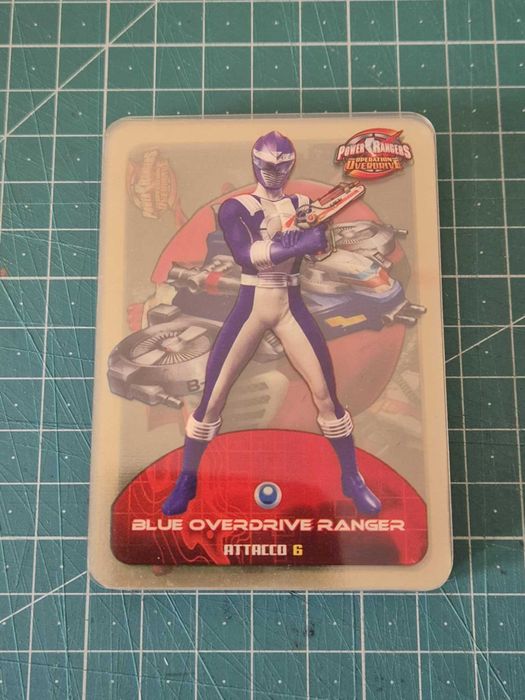 POWER RANGERS
OPERATION
OVERDRIVE
BLUE OVERDRIVE RANGER
ATTACCO 6